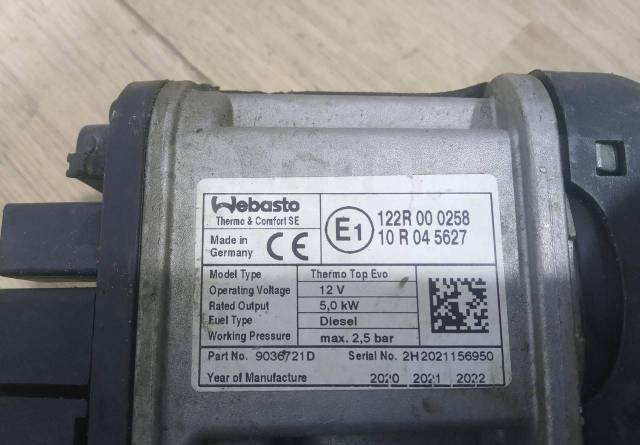 Webasto
Thermo & Comfort SE
Made in
Germany
CE
E1
122R 00 0258
10 R 04 5627
Model Type Thermo Top Evo
Operating Voltage 12 V
Rated Output 5,0 kW
Fuel Type Diesel
Working Pressure max. 2,5 bar
Part No. 9036721D Serial No. 2H2021156950
Year of Manufacture 2020 2021 2022